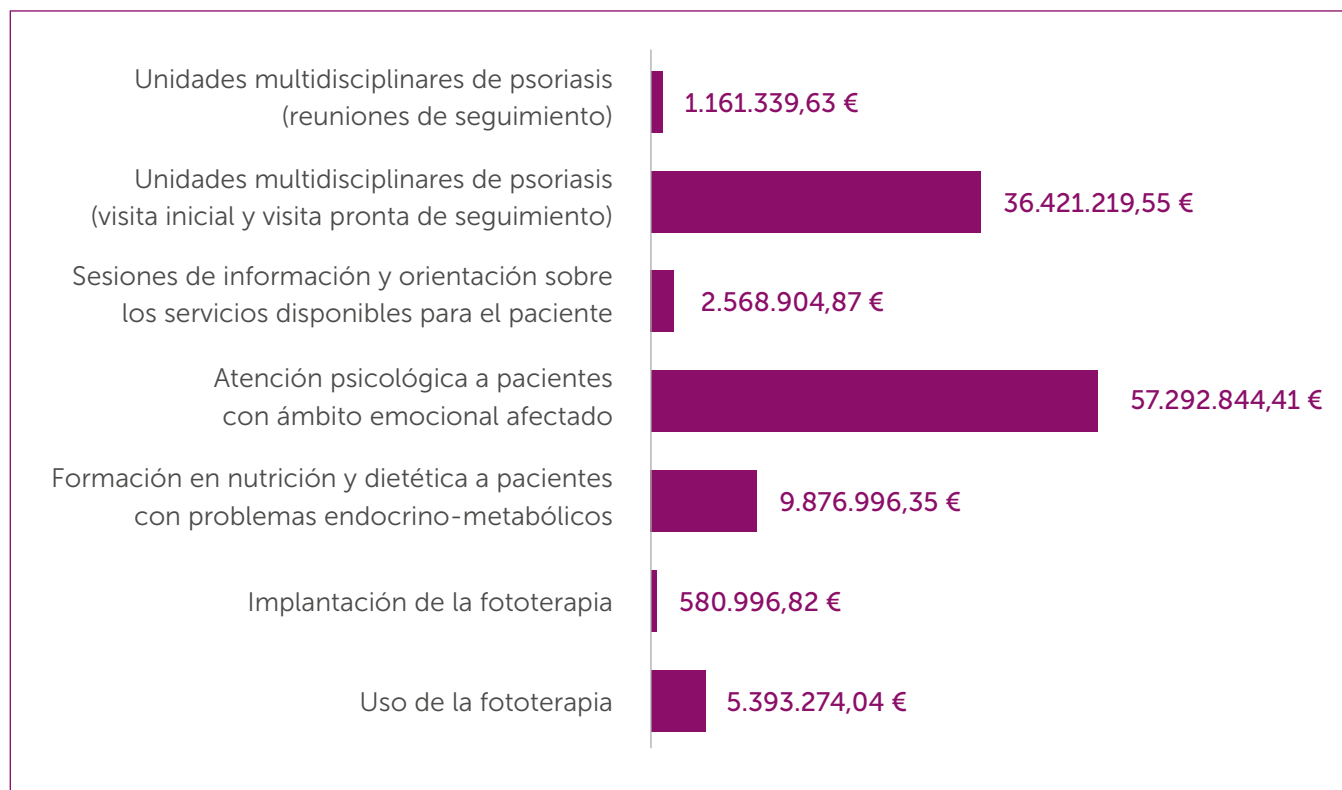 Unidades multidisciplinares de psoriasis
(reuniones de seguimiento)
1.161.339,63 €
Unidades multidisciplinares de psoriasis
(visita inicial y visita pronta de seguimiento)
36.421.219,55 €
Sesiones de información y orientación sobre
los servicios disponibles para el paciente
2.568.904,87 €
Atención psicológica a pacientes
con ámbito emocional afectado
57.292.844,41 €
Formación en nutrición y dietética a pacientes
con problemas endocrino-metabólicos
9.876.996,35 €
Implantación de la fototerapia
580.996,82 €
Uso de la fototerapia
5.393.274,04 €